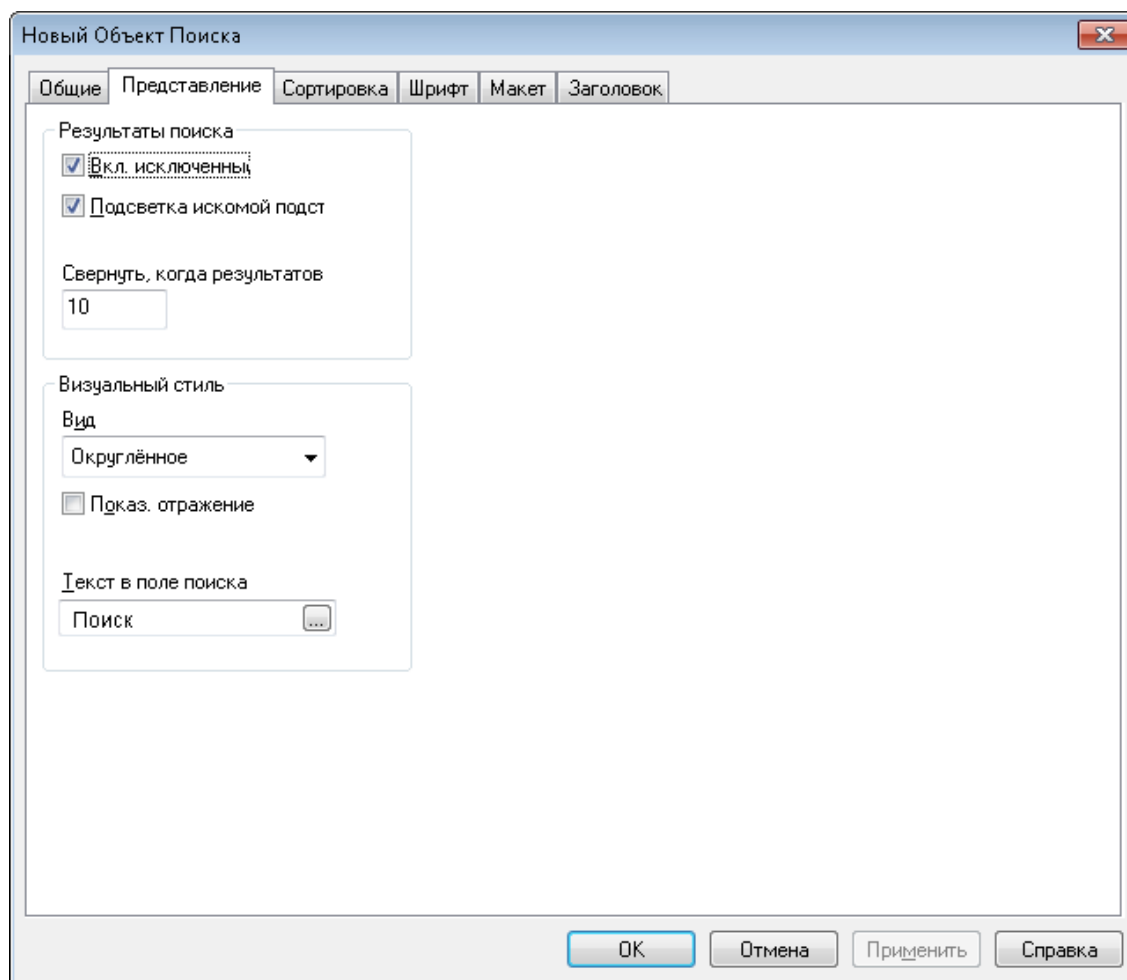 Новый Объект Поиска
Общие Представление Сортировка Шрифт Макет Заголовок
Результаты поиска
Вкл. исключенны
Подсветка искомой подст
Свернуть, когда результатов
10
Визуальный стиль
Вид
Округлённое
Показ. отражение
Текст в поле поиска
Поиск ...
OK Отмена Применить Справка